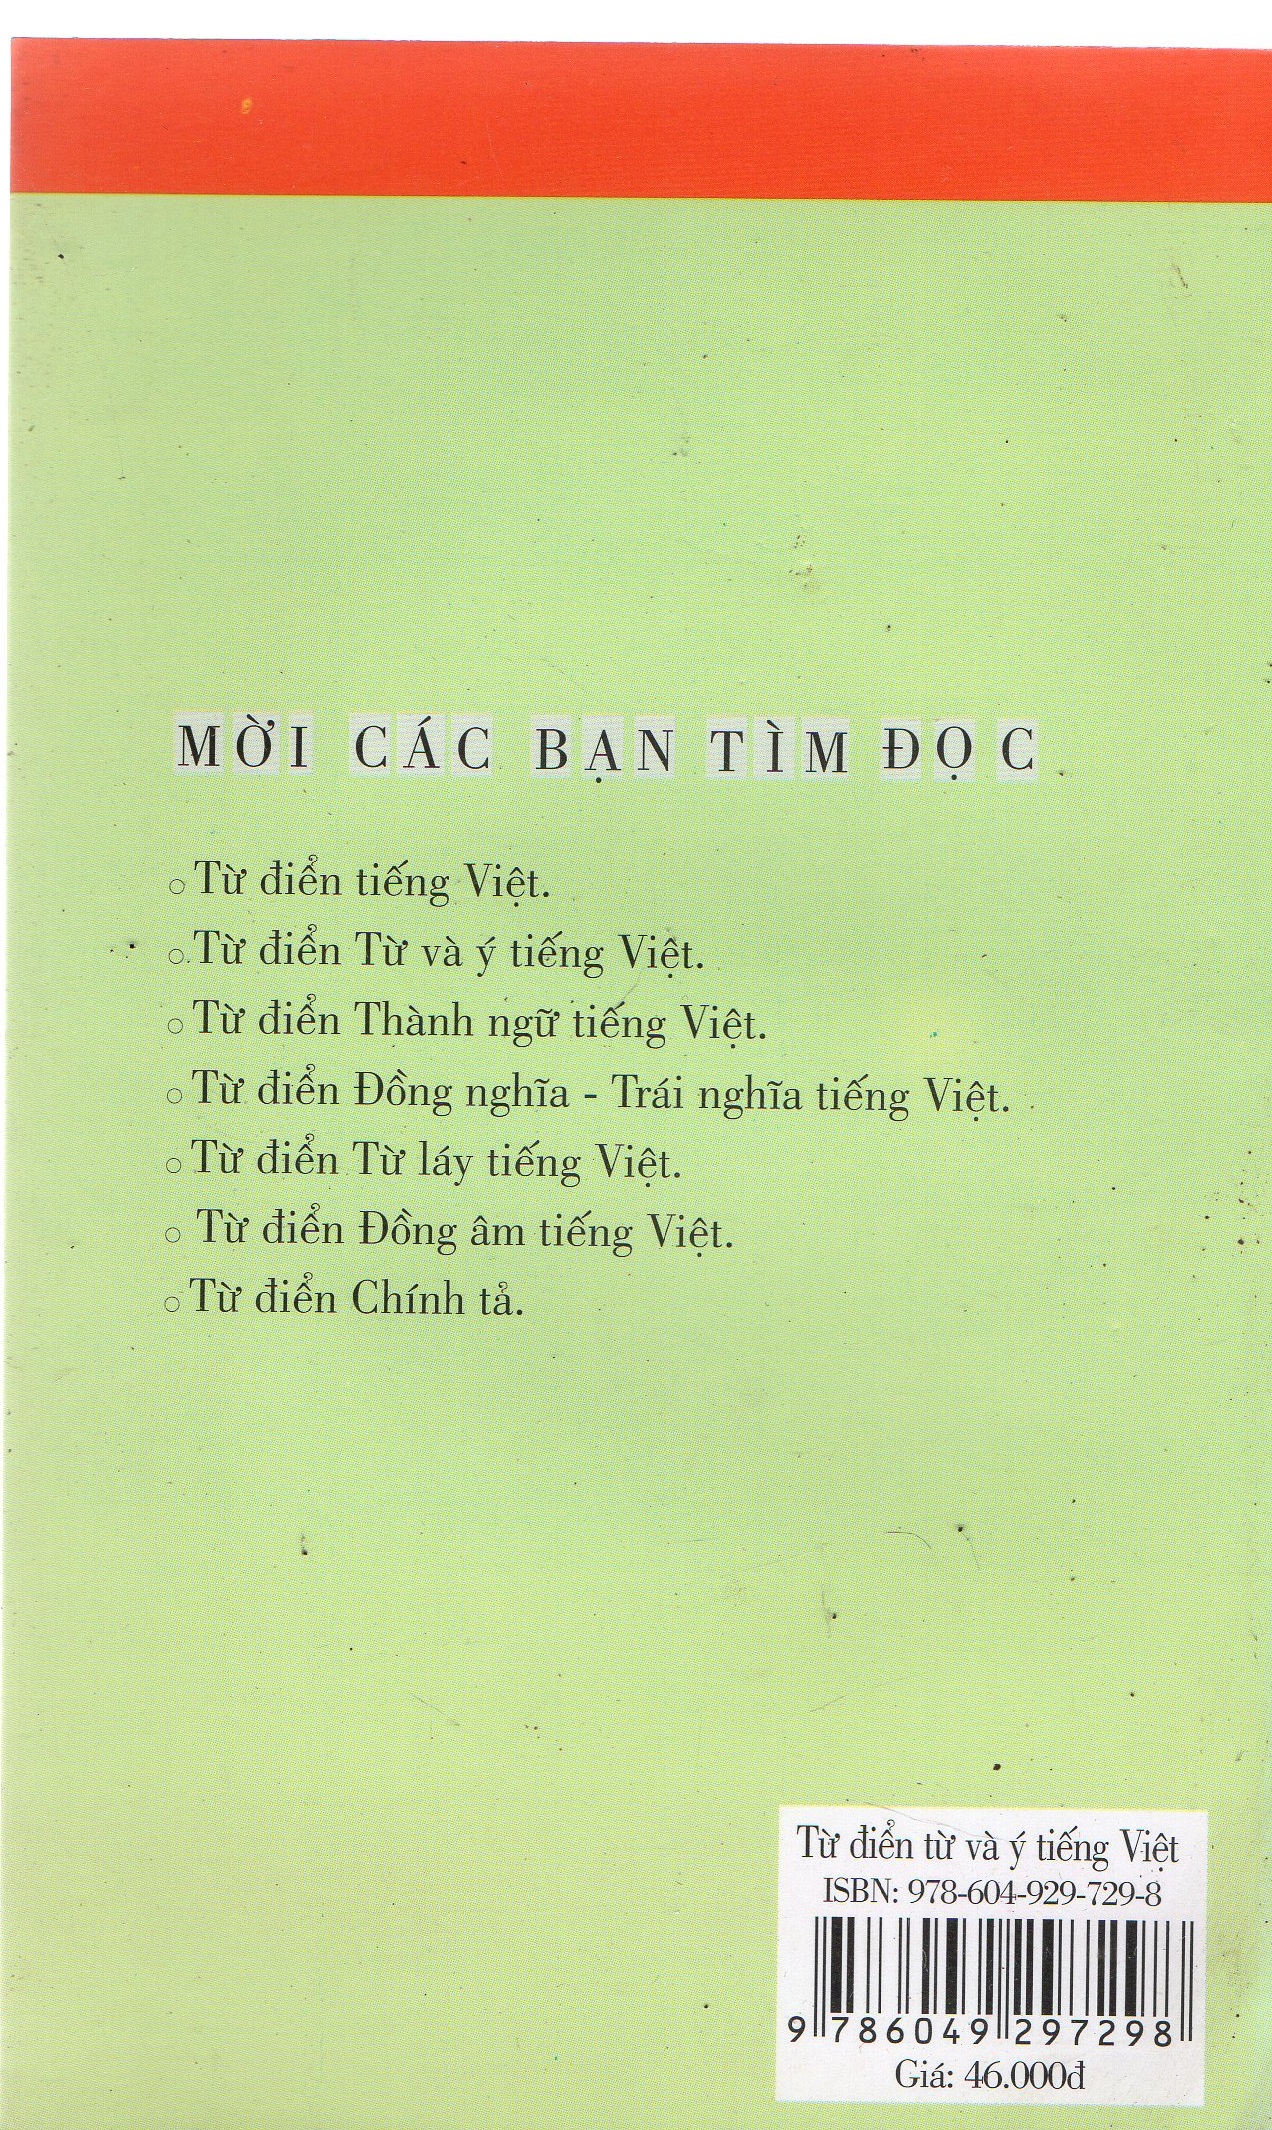 MỜI CÁC BẠN TÌM ĐỌC
○ Từ điển tiếng Việt.
○ Từ điển Từ và ý tiếng Việt.
○ Từ điển Thành ngữ tiếng Việt.
○ Từ điển Đồng nghĩa - Trái nghĩa tiếng Việt.
○ Từ điển Từ láy tiếng Việt.
○ Từ điển Đồng âm tiếng Việt.
○ Từ điển Chính tả.
Từ điển từ và ý tiếng Việt
ISBN: 978-604-929-729-8
9 786049 297298
Giá: 46.000đ